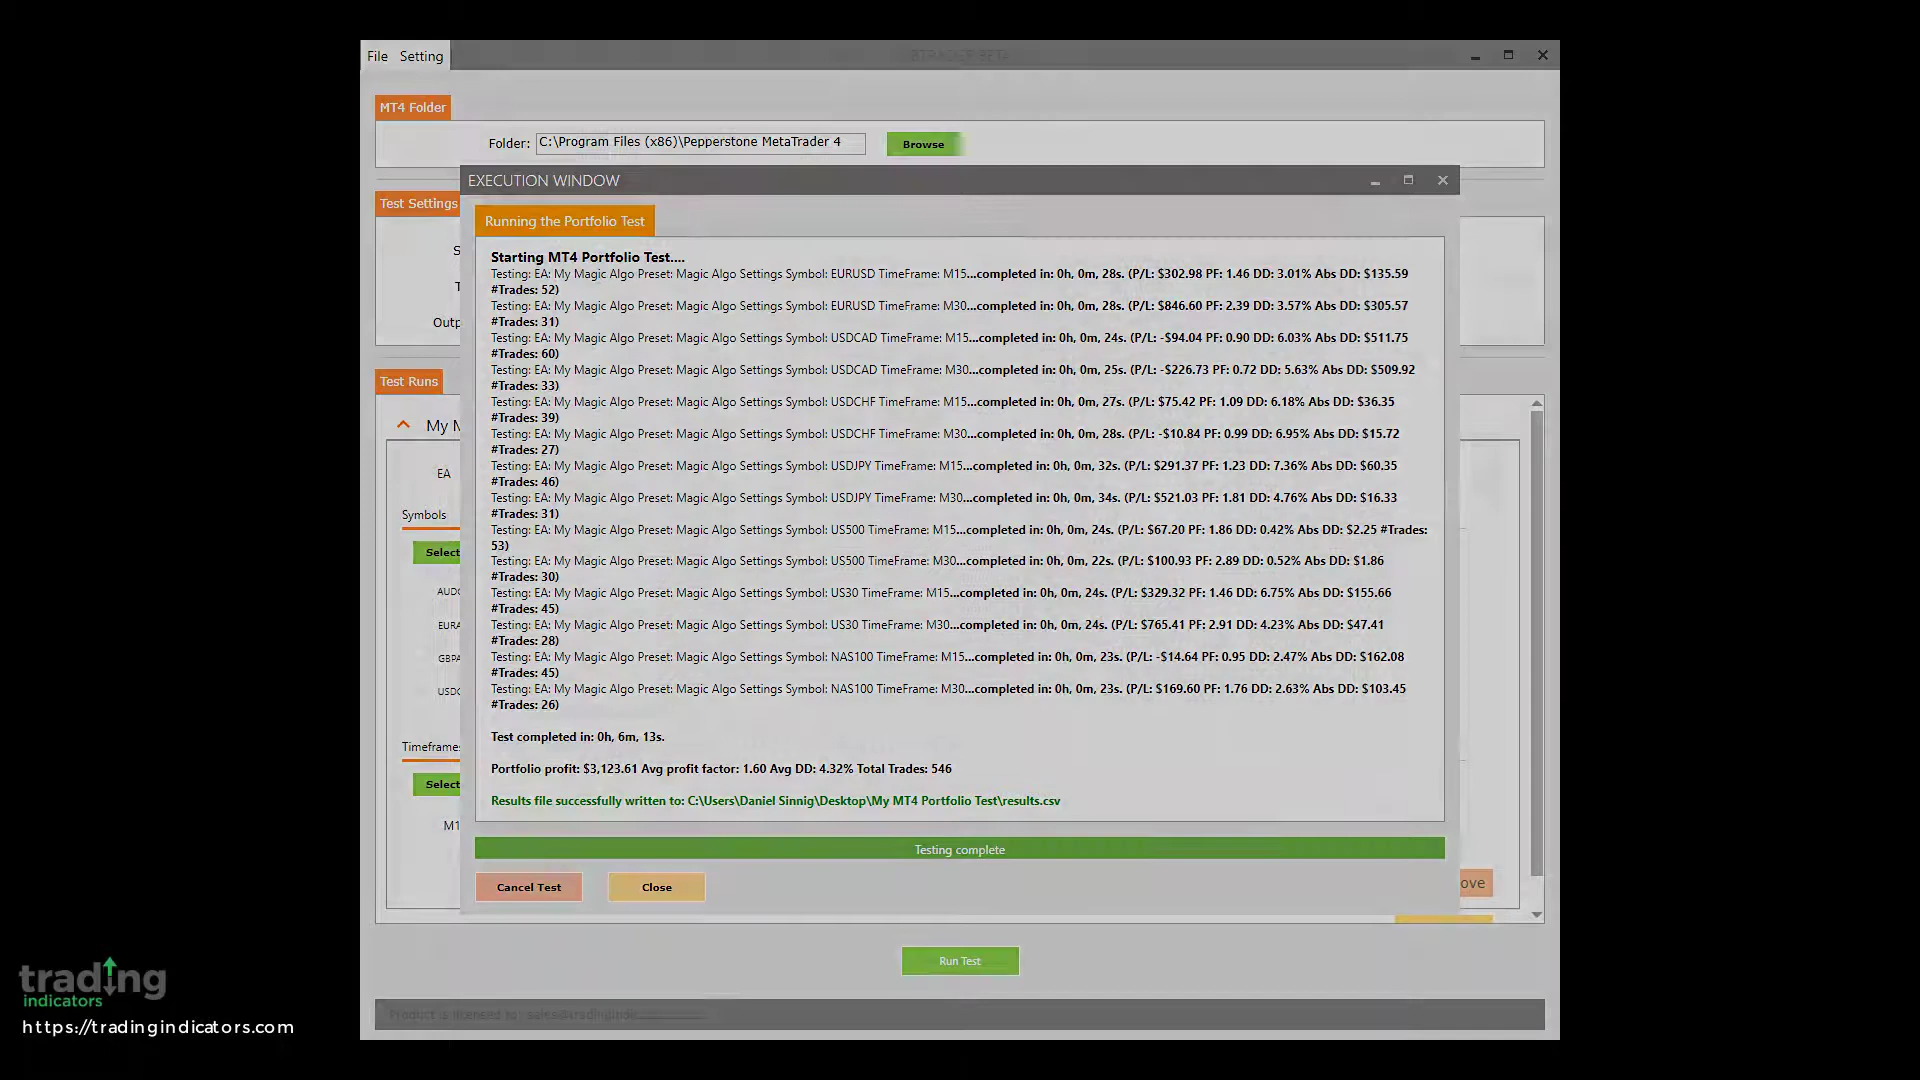 File Setting
MT4 Folder
Folder: C:\Program Files (x86)\Pepperstone MetaTrader 4 Browse
EXECUTION WINDOW
Test Settings
Running the Portfolio Test
Starting MT4 Portfolio Test....
Testing: EA: My Magic Algo Preset: Magic Algo Settings Symbol: EURUSD TimeFrame: M15...completed in: 0h, 0m, 28s. (P/L: $302.98 PF: 1.46 DD: 3.01% Abs DD: $135.59
#Trades: 52)
Testing: EA: My Magic Algo Preset: Magic Algo Settings Symbol: EURUSD TimeFrame: M30...completed in: 0h, 0m, 28s. (P/L: $846.60 PF: 2.39 DD: 3.57% Abs DD: $305.57
#Trades: 31)
Testing: EA: My Magic Algo Preset: Magic Algo Settings Symbol: USDCAD TimeFrame: M15...completed in: 0h, 0m, 24s. (P/L: -$94.04 PF: 0.90 DD: 6.03% Abs DD: $511.75
#Trades: 60)
Testing: EA: My Magic Algo Preset: Magic Algo Settings Symbol: USDCAD TimeFrame: M30...completed in: 0h, 0m, 25s. (P/L: -$226.73 PF: 0.72 DD: 5.63% Abs DD: $509.92
#Trades: 33)
Testing: EA: My Magic Algo Preset: Magic Algo Settings Symbol: USDCHF TimeFrame: M15...completed in: 0h, 0m, 27s. (P/L: $75.42 PF: 1.09 DD: 6.18% Abs DD: $36.35
#Trades: 39)
Testing: EA: My Magic Algo Preset: Magic Algo Settings Symbol: USDCHF TimeFrame: M30...completed in: 0h, 0m, 28s. (P/L: -$10.84 PF: 0.99 DD: 6.95% Abs DD: $15.72
#Trades: 27)
Testing: EA: My Magic Algo Preset: Magic Algo Settings Symbol: USDJPY TimeFrame: M15...completed in: 0h, 0m, 32s. (P/L: $291.37 PF: 1.23 DD: 7.36% Abs DD: $60.35
#Trades: 46)
Testing: EA: My Magic Algo Preset: Magic Algo Settings Symbol: USDJPY TimeFrame: M30...completed in: 0h, 0m, 34s. (P/L: $521.03 PF: 1.81 DD: 4.76% Abs DD: $16.33
#Trades: 31)
Testing: EA: My Magic Algo Preset: Magic Algo Settings Symbol: US500 TimeFrame: M15...completed in: 0h, 0m, 24s. (P/L: $67.20 PF: 1.86 DD: 0.42% Abs DD: $2.25 #Trades:
53)
Testing: EA: My Magic Algo Preset: Magic Algo Settings Symbol: US500 TimeFrame: M30...completed in: 0h, 0m, 22s. (P/L: $100.93 PF: 2.89 DD: 0.52% Abs DD: $1.86
#Trades: 30)
Testing: EA: My Magic Algo Preset: Magic Algo Settings Symbol: US30 TimeFrame: M15...completed in: 0h, 0m, 24s. (P/L: $329.32 PF: 1.46 DD: 6.75% Abs DD: $155.66
#Trades: 45)
Testing: EA: My Magic Algo Preset: Magic Algo Settings Symbol: US30 TimeFrame: M30...completed in: 0h, 0m, 24s. (P/L: $765.41 PF: 2.91 DD: 4.23% Abs DD: $47.41
#Trades: 28)
Testing: EA: My Magic Algo Preset: Magic Algo Settings Symbol: NAS100 TimeFrame: M15...completed in: 0h, 0m, 23s. (P/L: -$14.64 PF: 0.95 DD: 2.47% Abs DD: $162.08
#Trades: 45)
Testing: EA: My Magic Algo Preset: Magic Algo Settings Symbol: NAS100 TimeFrame: M30...completed in: 0h, 0m, 23s. (P/L: $169.60 PF: 1.76 DD: 2.63% Abs DD: $103.45
#Trades: 26)
Test completed in: 0h, 6m, 13s.
Portfolio profit: $3,123.61 Avg profit factor: 1.60 Avg DD: 4.32% Total Trades: 546
Results file successfully written to: C:\Users\Daniel Sinnig\Desktop\My MT4 Portfolio Test\results.csv
Testing complete
Cancel Test Close
S
T
Outp
Test Runs
My M
EA
Symbols
Select
AUDC
EURA
GBPA
USDC
Timeframes
Select
M1
ove
Run Test
Product is licensed to:
trading
indicators
https://tradingindicators.com